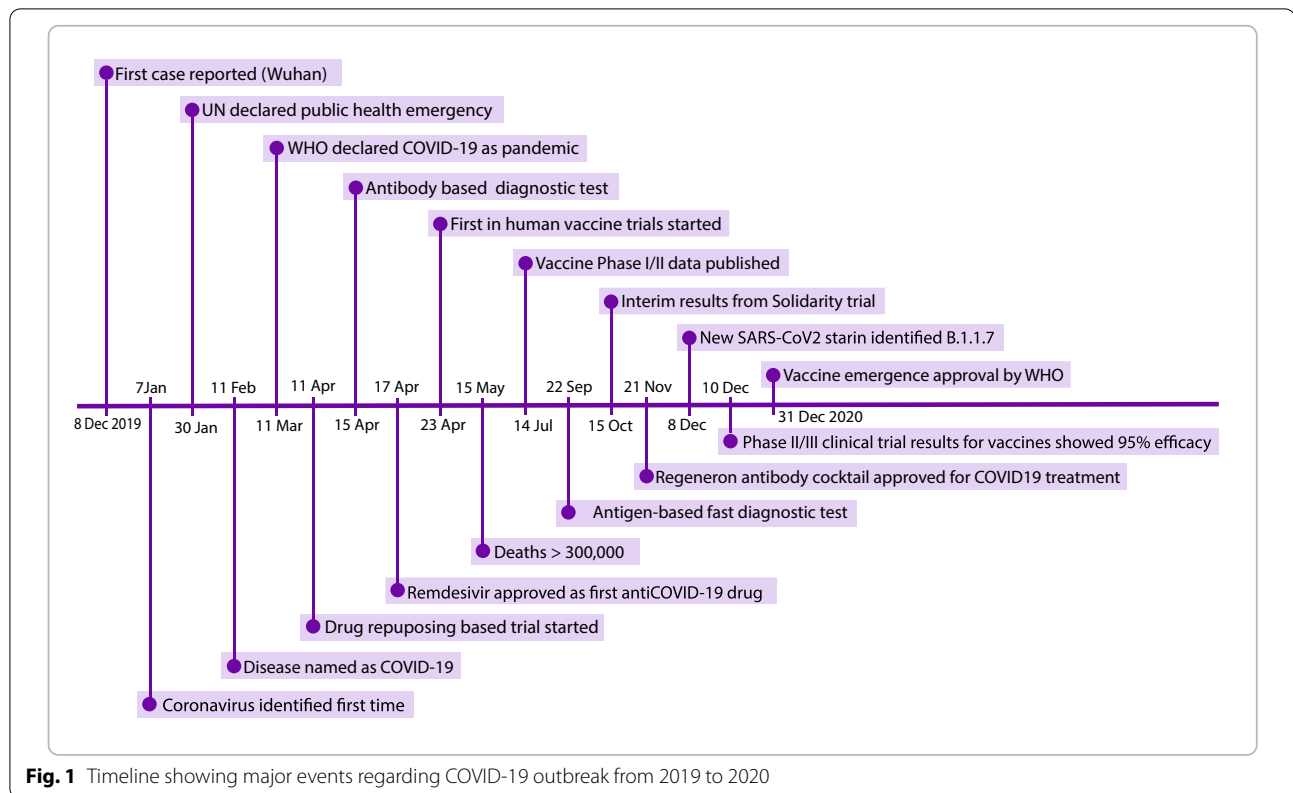 First case reported (Wuhan)
UN declared public health emergency
WHO declared COVID-19 as pandemic
Antibody based diagnostic test
First in human vaccine trials started
Vaccine Phase I/II data published
Interim results from Solidarity trial
New SARS-CoV2 starin identified B.1.1.7
Vaccine emergence approval by WHO
7Jan 11 Feb 11 Apr 17 Apr 15 May 22 Sep 21 Nov 10 Dec
8 Dec 2019 30 Jan 11 Mar 15 Apr 23 Apr 14 Jul 15 Oct 8 Dec 31 Dec 2020
Phase II/III clinical trial results for vaccines showed 95% efficacy
Regeneron antibody cocktail approved for COVID19 treatment
Antigen-based fast diagnostic test
Deaths > 300,000
Remdesivir approved as first antiCOVID-19 drug
Drug repuposing based trial started
Disease named as COVID-19
Coronavirus identified first time
Fig. 1 Timeline showing major events regarding COVID-19 outbreak from 2019 to 2020